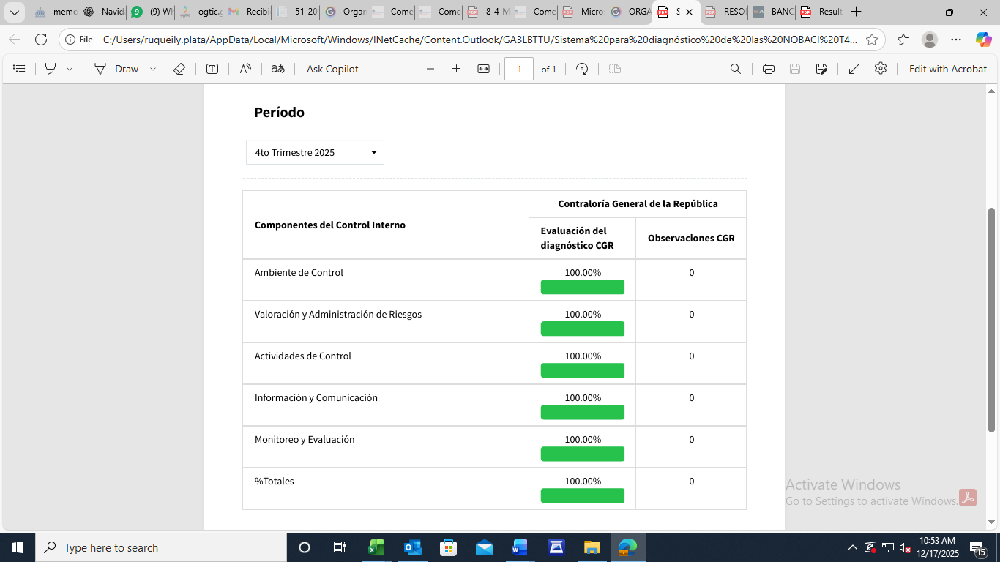 memo
Navid
9
(9) Wh
ogtic.g
Recibi
51-20
Organ
Come
Come
8-4-M
Come
Micro
ORGA
S
RESOL
BANC
Result
File
C:/Users/ruqueily.plata/AppData/Local/Microsoft/Windows/INetCache/Content.Outlook/GA3LBTTU/Sistema%20para%20diagnóstico%20de%20las%20NOBACI%20T4...
Draw
Ask Copilot
1
of 1
Edit with Acrobat
Período
4to Trimestre 2025
Componentes del Control Interno
Contraloría General de la República
Evaluación del
diagnóstico CGR
Observaciones CGR
Ambiente de Control
100.00%
0
Valoración y Administración de Riesgos
100.00%
0
Actividades de Control
100.00%
0
Información y Comunicación
100.00%
0
Monitoreo y Evaluación
100.00%
0
%Totales
100.00%
0
Activate Windows
Go to Settings to activate Windows.
Type here to search
10:53 AM
12/17/2025
15